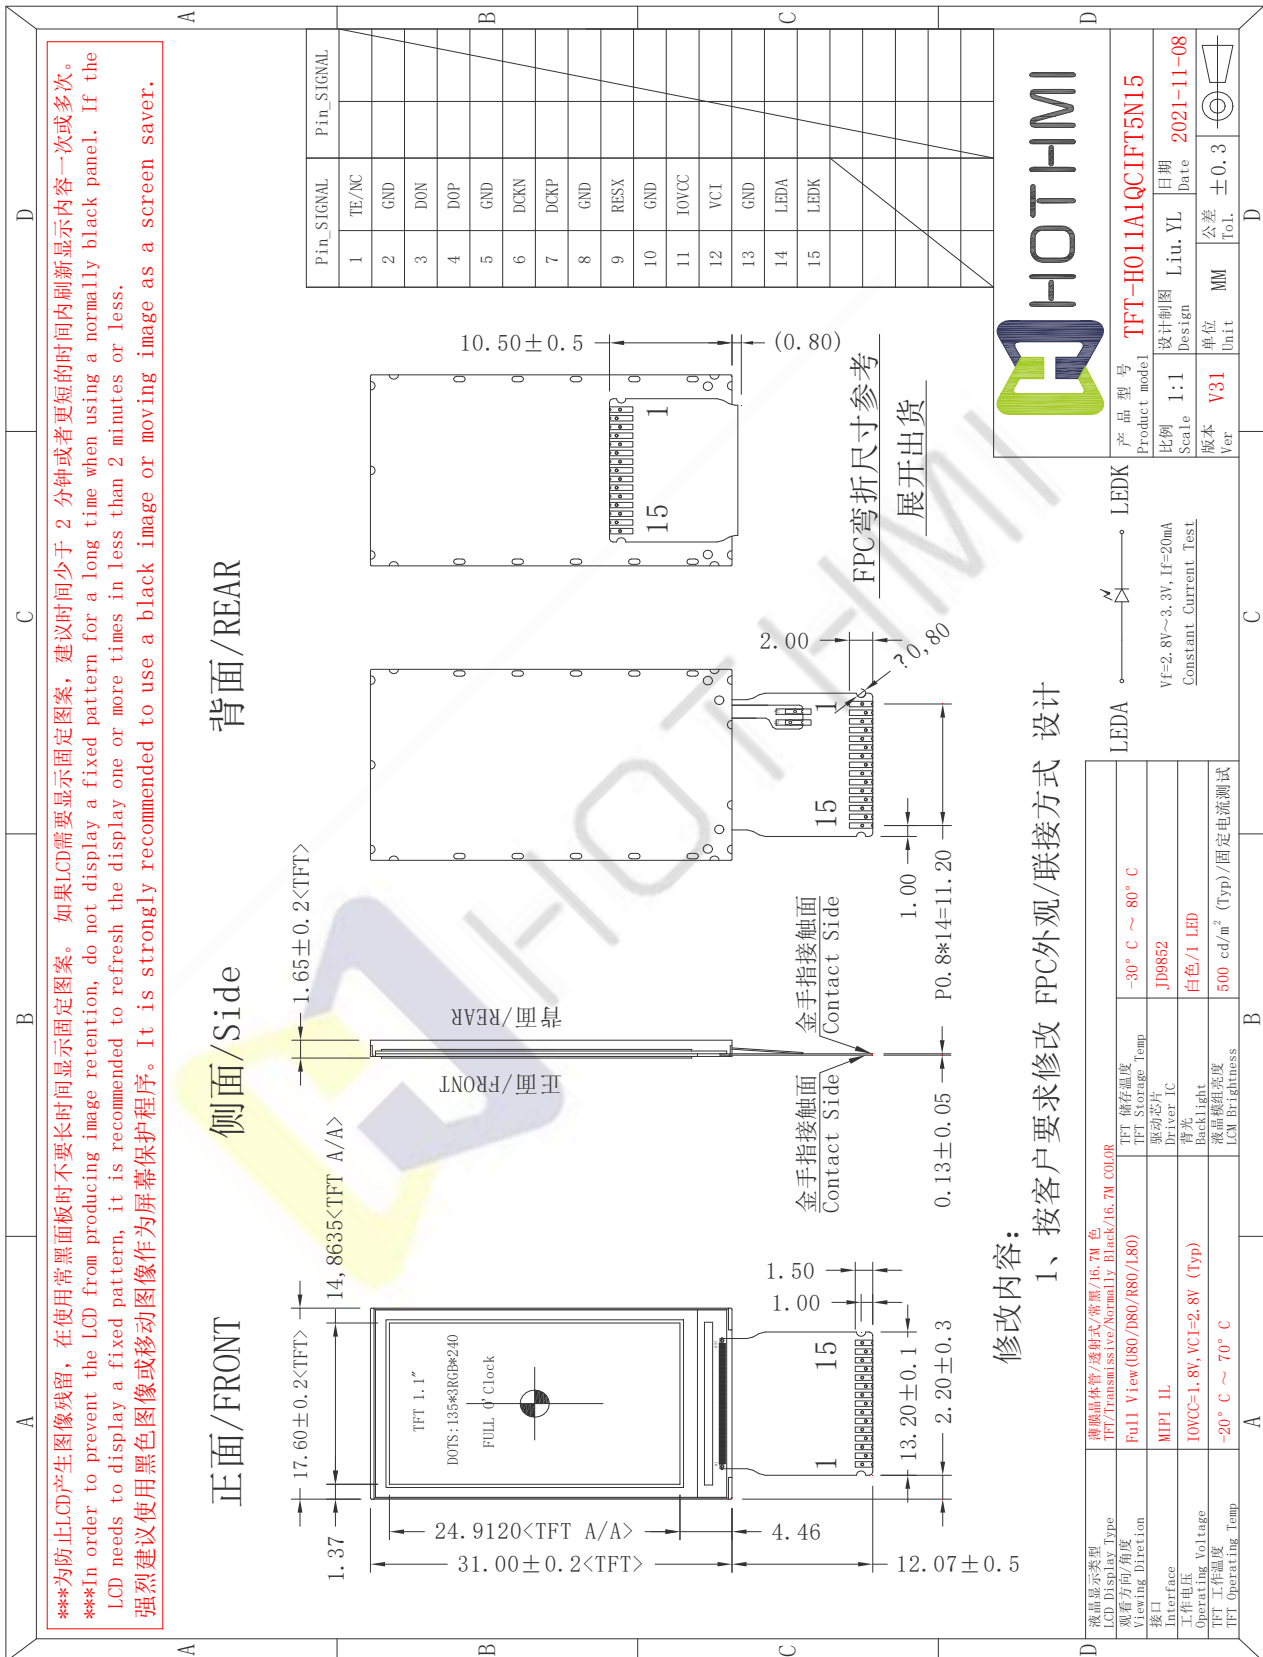 ***为防止LCD产生图像残留，在使用常黑面板时不要长时间显示固定图案。 如果LCD需要显示固定图案，建议时间少于 2 分钟或者更短的时间内刷新显示内容一次或多次。
***In order to prevent the LCD from producing image retention, do not display a fixed pattern for a long time when using a normally black panel. If the
LCD needs to display a fixed pattern, it is recommended to refresh the display one or more times in less than 2 minutes or less.
强烈建议使用黑色图像或移动图像作为屏幕保护程序。It is strongly recommended to use a black image or moving image as a screen saver.
A
B
C
D
A
B
C
D
A
B
C
D
A
B
C
D
正面/FRONT
侧面/Side
背面/REAR
17.60±0.2<TFT>
14,8635<TFT A/A>
1.37
TFT 1.1"
DOTS:135*3RGB*240
FULL O'Clock
24.9120<TFT A/A>
4.46
31.00±0.2<TFT>
12.07±0.5
1
15
1.50
1.00
13.20±0.1
2.20±0.3
1.65±0.2<TFT>
正面/FRONT
背面/REAR
金手指接触面
Contact Side
金手指接触面
Contact Side
0.13±0.05
15
1
2.00
?0,80
1.00
P0.8*14=11.20
10.50±0.5
(0.80)
15
1
FPC弯折尺寸参考
展开出货
Pin_SIGNAL
Pin_SIGNAL
1 TE/NC
2 GND
3 DON
4 DOP
5 GND
6 DCKN
7 DCKP
8 GND
9 RESX
10 GND
11 IOVCC
12 VCI
13 GND
14 LEDA
15 LEDK
修改内容：
1、按客户要求修改 FPC外观/联接方式 设计
LEDA
LEDK
Vf=2.8V～3.3V,If=20mA
Constant Current Test
液晶显示类型
LCD Display Type
薄膜晶体管/透射式/常黑/16.7M 色
TFT/Transmissive/Normally Black/16.7M COLOR
观看方向/角度
Viewing Diretion
Full View(U80/D80/R80/L80)
接口
Interface
MIPI 1L
工作电压
Operating Voltage
IOVCC=1.8V,VCI=2.8V (Typ)
TFT 工作温度
TFT Operating Temp
-20° C ～ 70° C
TFT 储存温度
TFT Storage Temp
-30° C ～ 80° C
驱动芯片
Driver IC
JD9852
背光
Backlight
白色/1 LED
液晶模组亮度
LCM Brightness
500 cd/m² (Typ)/固定电流测试
HOTHMI
产 品 型 号
Product model
TFT-H011A1QCIFT5N15
比例
Scale
1:1
设计制图
Design
Liu.YL
日期
Date
2021-11-08
版本
Ver
V31
单位
Unit
MM
公差
Tol.
±0.3
HOTHMI